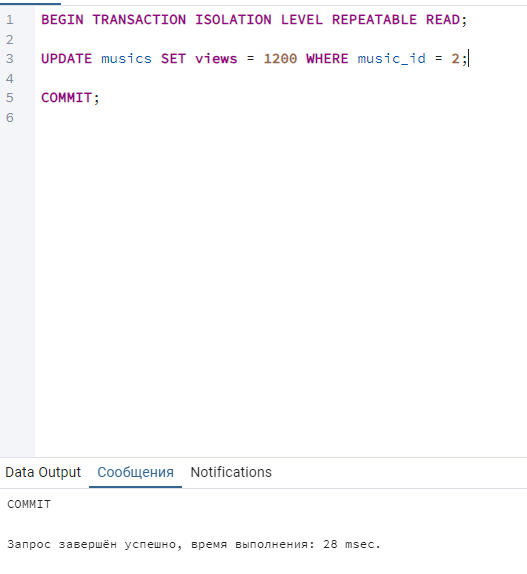 1 BEGIN TRANSACTION ISOLATION LEVEL REPEATABLE READ;
2
3 UPDATE musics SET views = 1200 WHERE music_id = 2;
4
5 COMMIT;
6
Data Output Сообщения Notifications
COMMIT
Запрос завершён успешно, время выполнения: 28 msec.